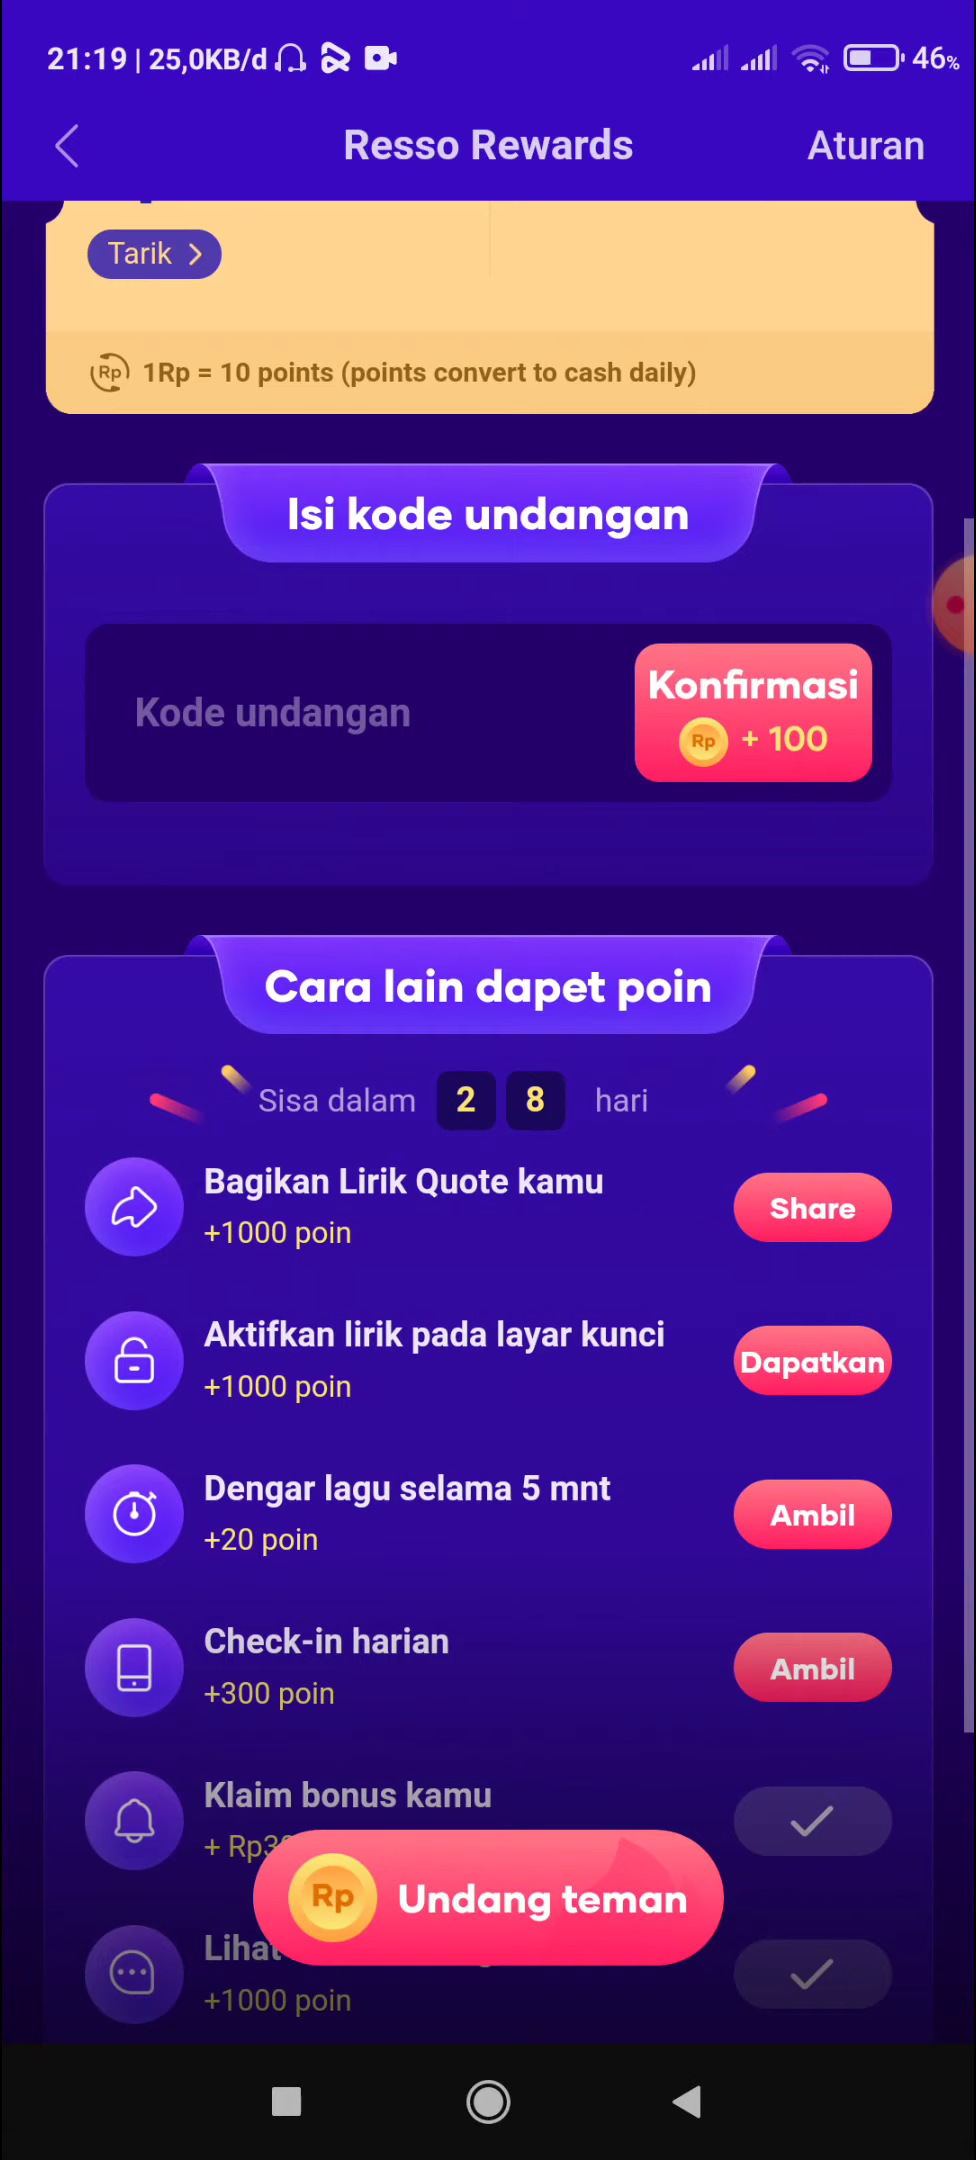 21:19 | 25,0KB/d
46%
Resso Rewards
Aturan
Tarik
Rp 1Rp = 10 points (points convert to cash daily)
Isi kode undangan
Kode undangan
Konfirmasi
Rp + 100
Cara lain dapet poin
Sisa dalam 2 8 hari
Bagikan Lirik Quote kamu
+1000 poin
Share
Aktifkan lirik pada layar kunci
+1000 poin
Dapatkan
Dengar lagu selama 5 mnt
+20 poin
Ambil
Check-in harian
+300 poin
Ambil
Klaim bonus kamu
+
Rp Undang teman
Lihat
+1000 poin